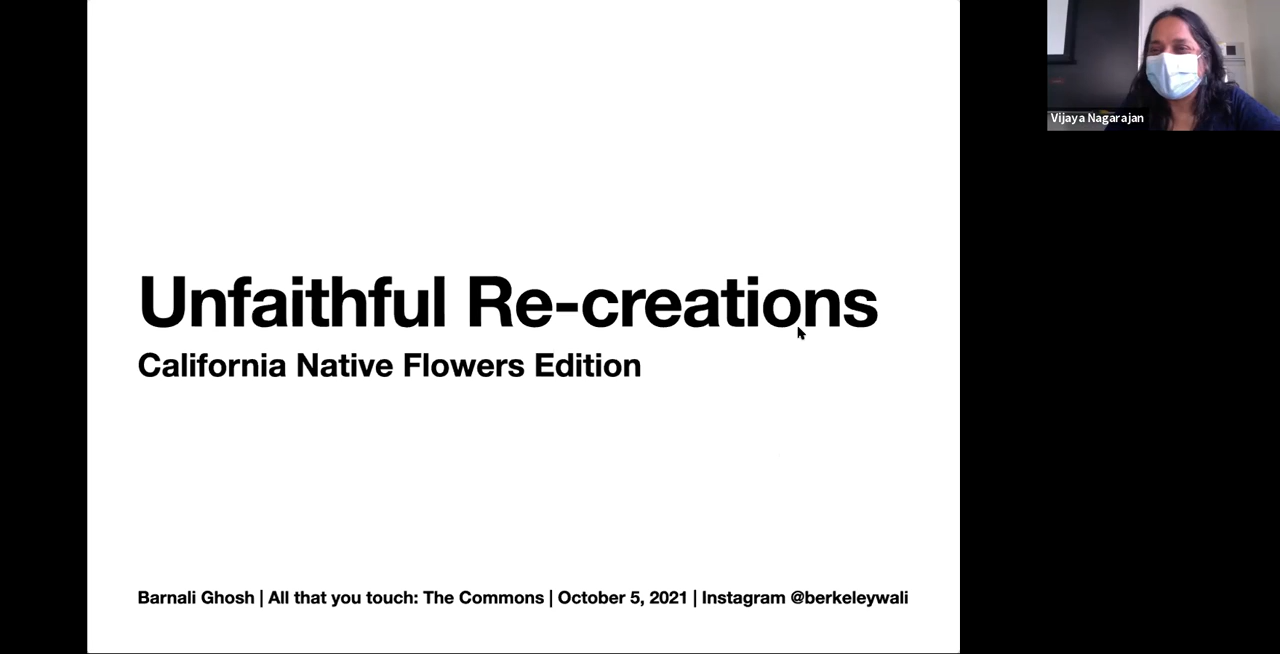 Unfaithful Re-creations
California Native Flowers Edition
Barnali Ghosh | All that you touch: The Commons | October 5, 2021 | Instagram @berkeleywali
Vijaya Nagarajan